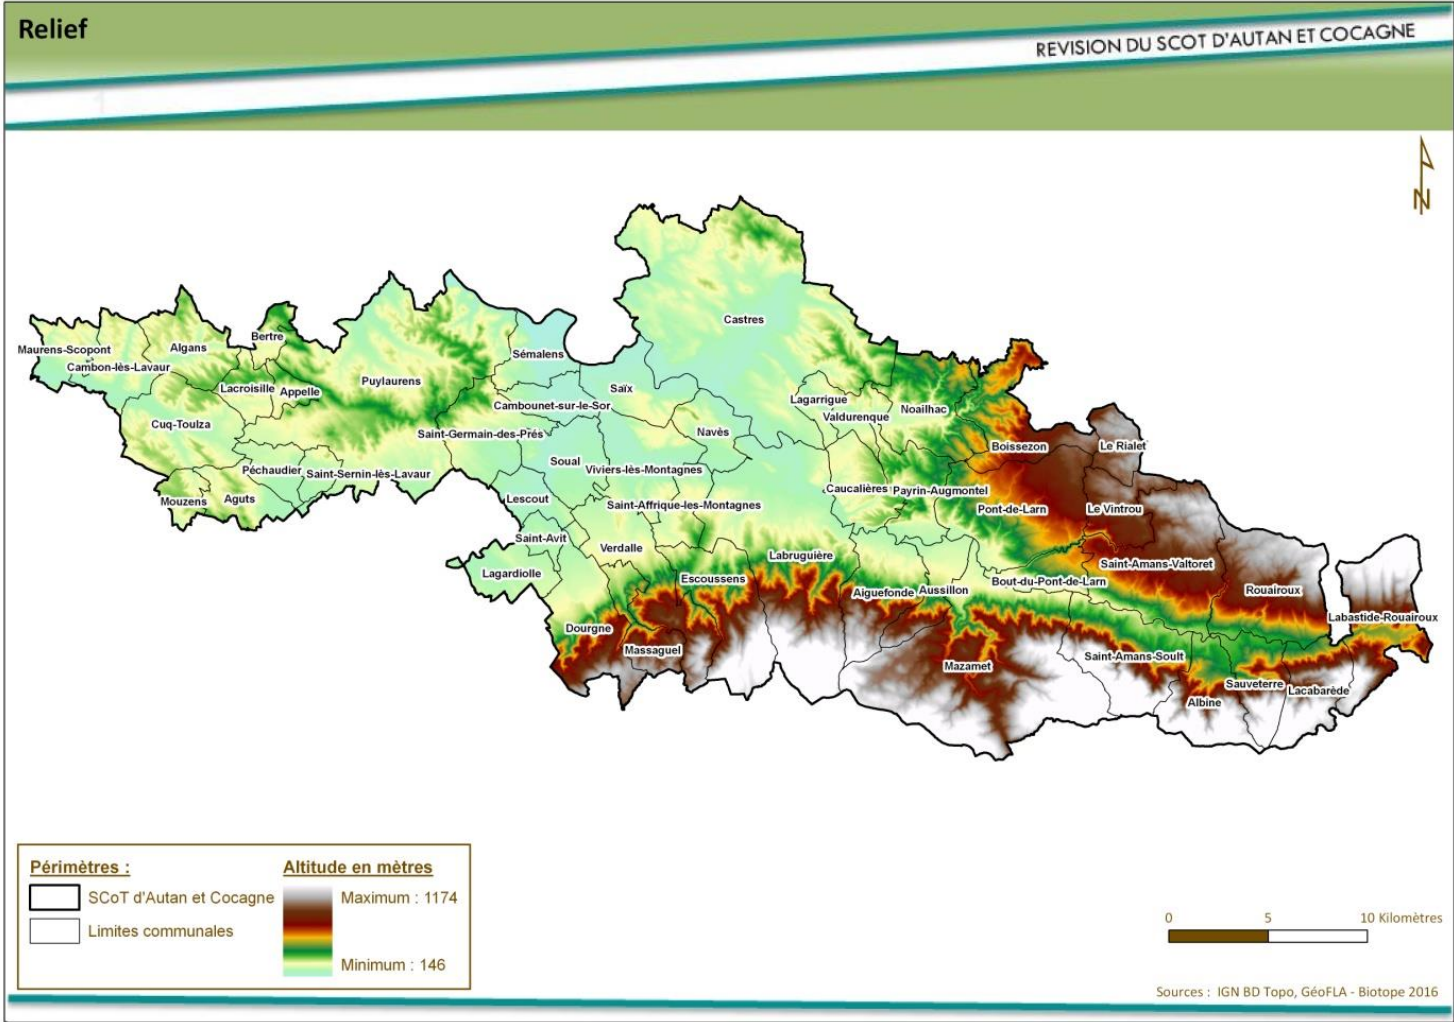 Relief
REVISION DU SCOT D'AUTAN ET COCAGNE
N
Castres
Maurens-Scopont
Cambon-lès-Lavaur
Algans
Bertre
Sémalens
Puylaurens
Lacroisille
Appelle
Saïx
Cambounet-sur-le-Sor
Lagarrigue
Valdurenque
Noailhac
Cuq-Toulza
Saint-Germain-des-Prés
Navès
Boissezon
Le Rialet
Péchaudier
Saint-Sernin-lès-Lavaur
Soual
Viviers-lès-Montagnes
Mouzens
Aguts
Lescout
Saint-Affrique-les-Montagnes
Caucalières
Payrin-Augmontel
Pont-de-Larn
Le Vintrou
Saint-Avit
Verdalle
Labruguière
Lagardiolle
Escoussens
Aiguefonde
Aussillon
Bout-du-Pont-de-Larn
Saint-Amans-Valtoret
Rouairoux
Labastide-Rouairoux
Dourgne
Massaguel
Mazamet
Saint-Amans-Soult
Sauveterre
Lacabarède
Albine
Périmètres :
SCoT d'Autan et Cocagne
Limites communales
Altitude en mètres
Maximum : 1174
Minimum : 146
0 5 10 Kilomètres
Sources : IGN BD Topo, GéoFLA - Biotope 2016